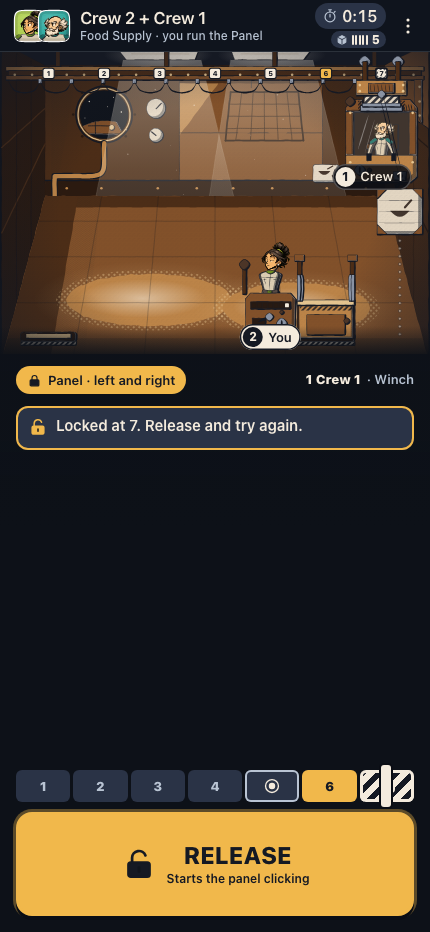 Crew 2 + Crew 1
Food Supply · you run the Panel
0:15
5
1 2 3 4 5 6 7
1 Crew 1
2 You
Panel · left and right
1 Crew 1 · Winch
Locked at 7. Release and try again.
1 2 3 4 6
RELEASE
Starts the panel clicking